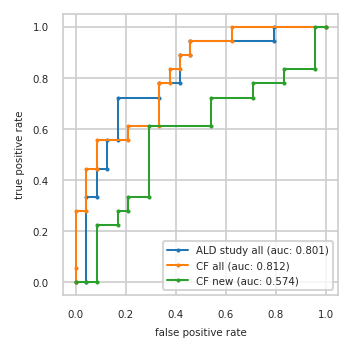 1.0
0.8
0.6
0.4
0.2
0.0
true positive rate
ALD study all (auc: 0.801)
CF all (auc: 0.812)
CF new (auc: 0.574)
0.0 0.2 0.4 0.6 0.8 1.0
false positive rate